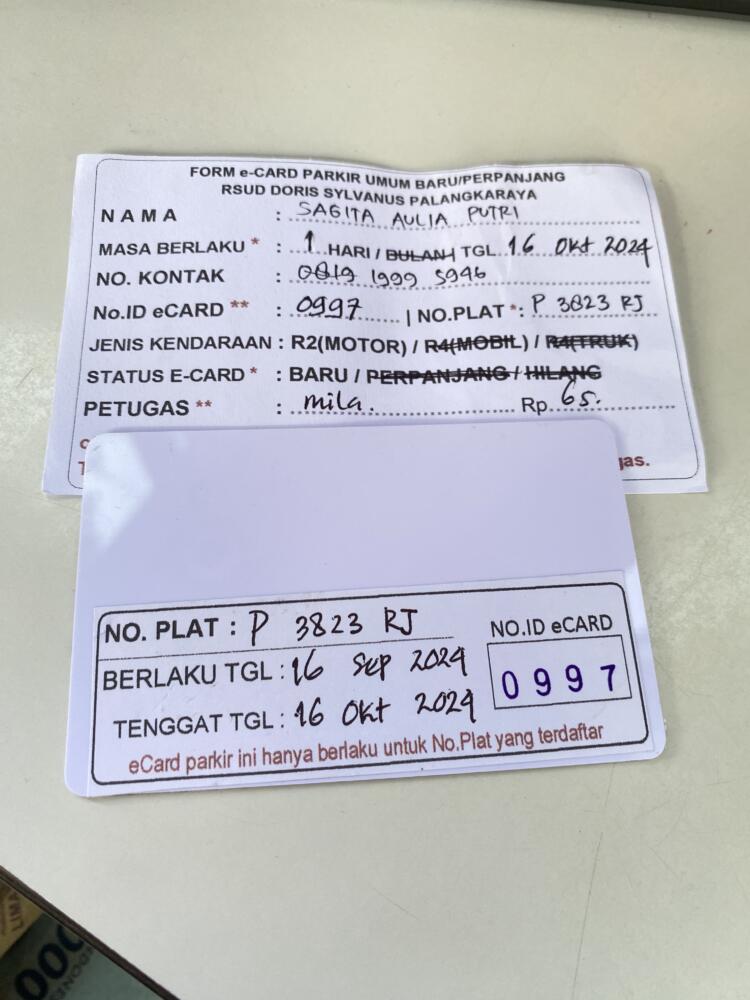 FORM e-CARD PARKIR UMUM BARU/PERPANJANG
RSUD DORIS SYLVANUS PALANGKARAYA
NAMA : SAGITA AULIA PUTRI
MASA BERLAKU * : 1 HARI / BULAN / TGL 16 Okt 2024
NO. KONTAK : 0819 1999 5946
No.ID eCARD ** : 0997 | NO.PLAT *: P 3823 RJ
JENIS KENDARAAN : R2(MOTOR) / R4(MOBIL) / R4(TRUK)
STATUS E-CARD * : BARU / PERPANJANG / HILANG
PETUGAS ** : mila. Rp. 65.
gas.
NO. PLAT : P 3823 RJ
NO.ID eCARD
BERLAKU TGL : 16 Sep 2024
0997
TENGGAT TGL : 16 Okt 2024
eCard parkir ini hanya berlaku untuk No.Plat yang terdaftar
LIMA
000